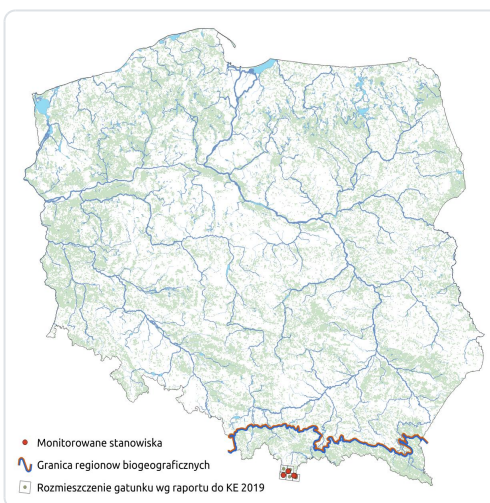 Monitorowane stanowiska
Granica regionow biogeograficznych
Rozmieszczenie gatunku wg raportu do KE 2019